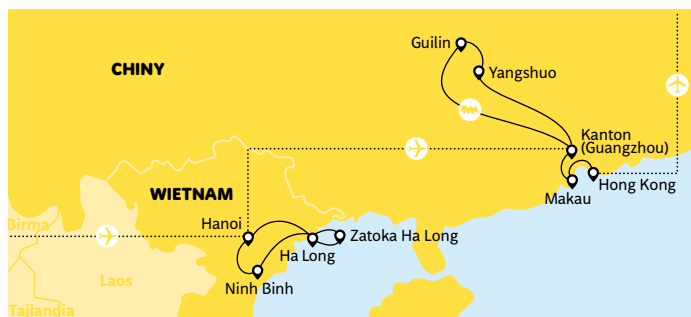 Guilin
CHINY
Yangshuo
Kanton
(Guangzhou)
Hong Kong
Makau
WIETNAM
Birma
Hanoi
Zatoka Ha Long
Ha Long
Laos
Ninh Binh
Tajlandia